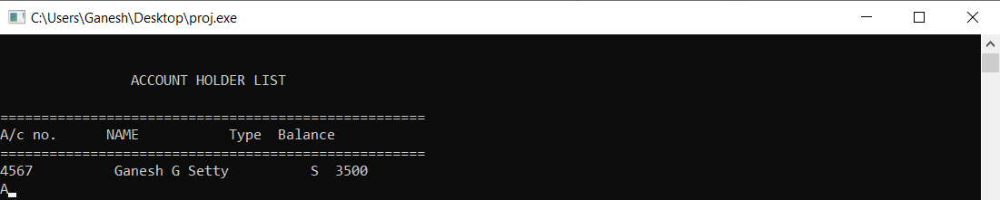 C:\Users\Ganesh\Desktop\proj.exe
ACCOUNT HOLDER LIST
====================================================
A/c no. NAME Type Balance
====================================================
4567 Ganesh G Setty S 3500
A